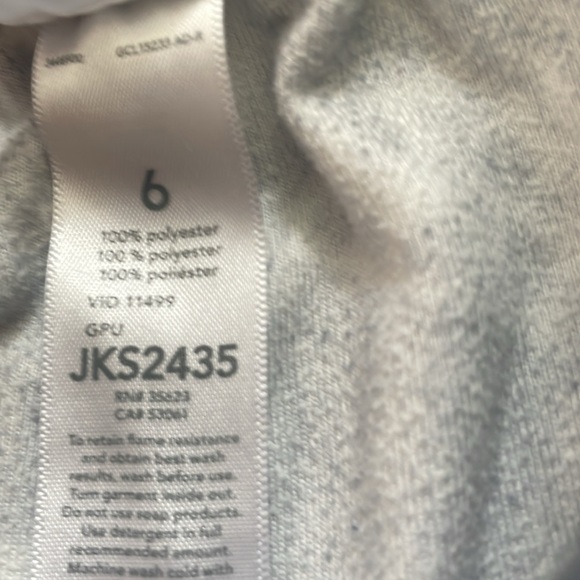 6
100% polyester
100% polyester
100% poliéster
VID 11499
GPU
JKS2435
RN# 35623
CA# 53061
To retain flame resistance
and obtain best wash
results, wash before use.
Turn garment inside out.
Do not use soap products.
Use detergent in full
recommended amount.
Machine wash cold with